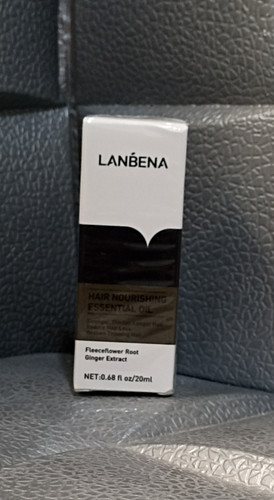 LANBENA
HAIR NOURISHING
ESSENTIAL OIL
Fleeceflower Root
Ginger Extract
NET:0.68 fl oz/20ml